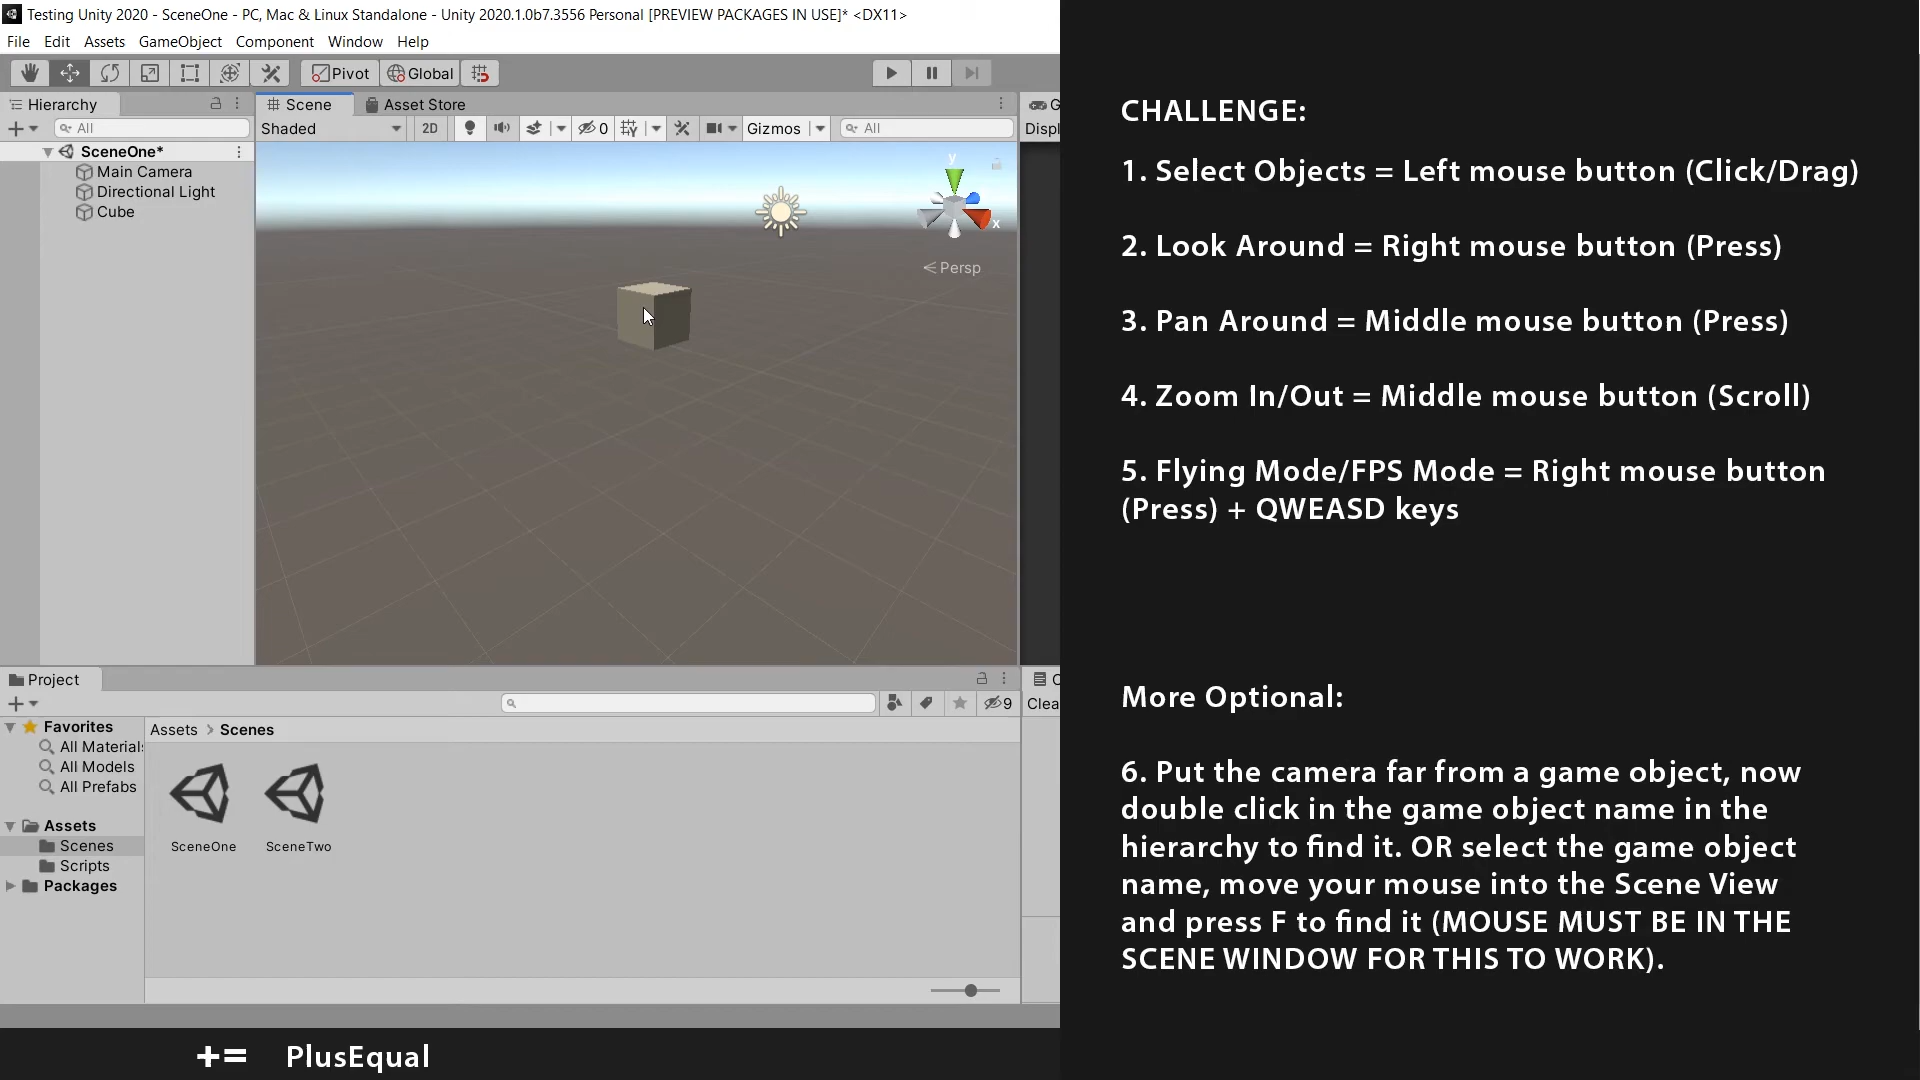 Testing Unity 2020 - SceneOne - PC, Mac & Linux Standalone - Unity 2020.1.0b7.3556 Personal [PREVIEW PACKAGES IN USE]* <DX11>
File Edit Assets GameObject Component Window Help
Pivot Global
Hierarchy
All
SceneOne*
Main Camera
Directional Light
Cube
Scene Asset Store
Shaded 2D 0 Gizmos All
y
x
Persp
G
Displ
Project
9
Favorites
All Materials
All Models
All Prefabs
Assets
Scenes
Scripts
Packages
Assets > Scenes
SceneOne SceneTwo
C
Clea
+= PlusEqual
CHALLENGE:
1. Select Objects = Left mouse button (Click/Drag)
2. Look Around = Right mouse button (Press)
3. Pan Around = Middle mouse button (Press)
4. Zoom In/Out = Middle mouse button (Scroll)
5. Flying Mode/FPS Mode = Right mouse button
(Press) + QWEASD keys
More Optional:
6. Put the camera far from a game object, now
double click in the game object name in the
hierarchy to find it. OR select the game object
name, move your mouse into the Scene View
and press F to find it (MOUSE MUST BE IN THE
SCENE WINDOW FOR THIS TO WORK).